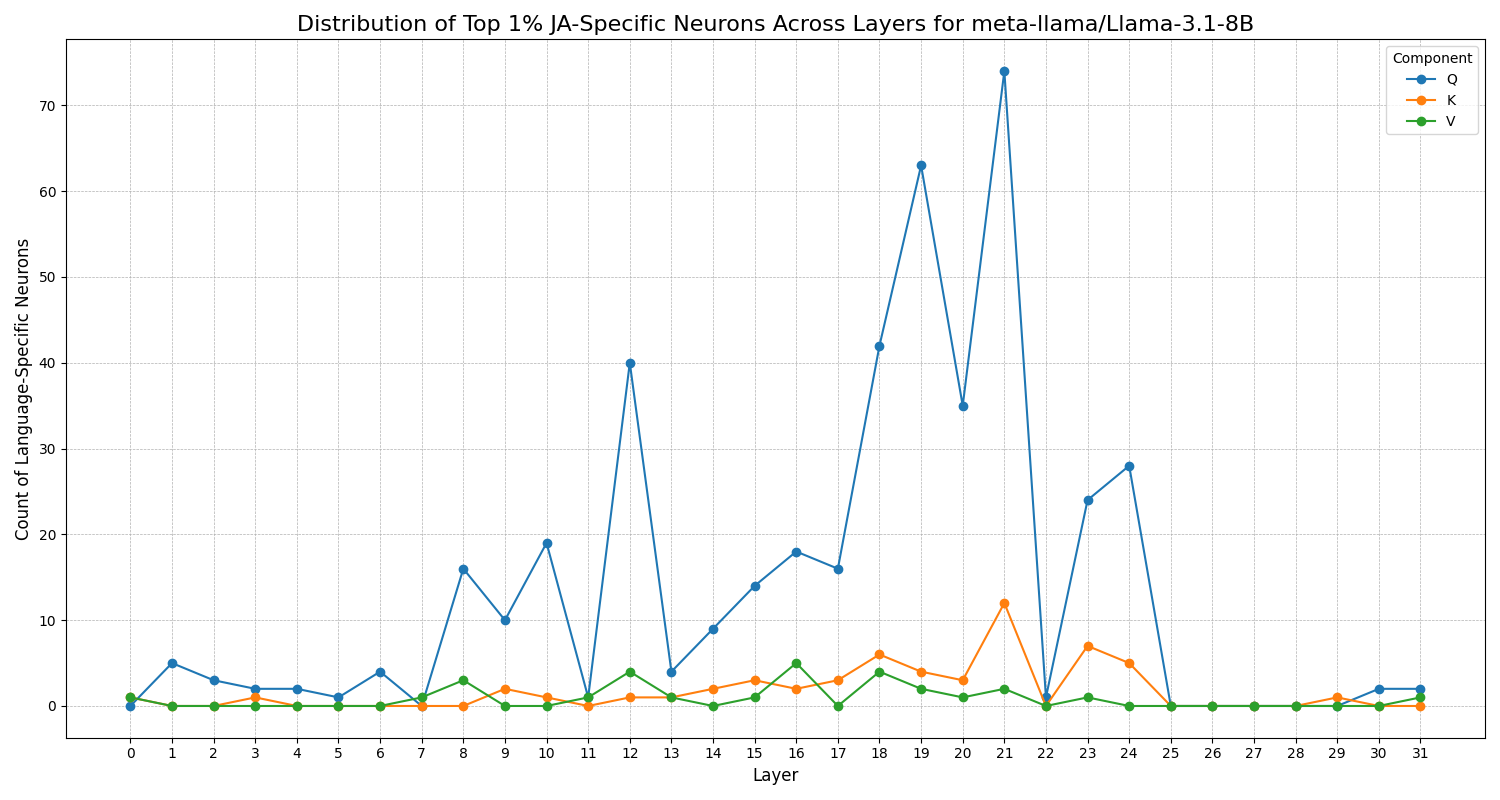 Distribution of Top 1% JA-Specific Neurons Across Layers for meta-llama/Llama-3.1-8B
Component
Q
K
V
Count of Language-Specific Neurons
70
60
50
40
30
20
10
0
0 1 2 3 4 5 6 7 8 9 10 11 12 13 14 15 16 17 18 19 20 21 22 23 24 25 26 27 28 29 30 31
Layer